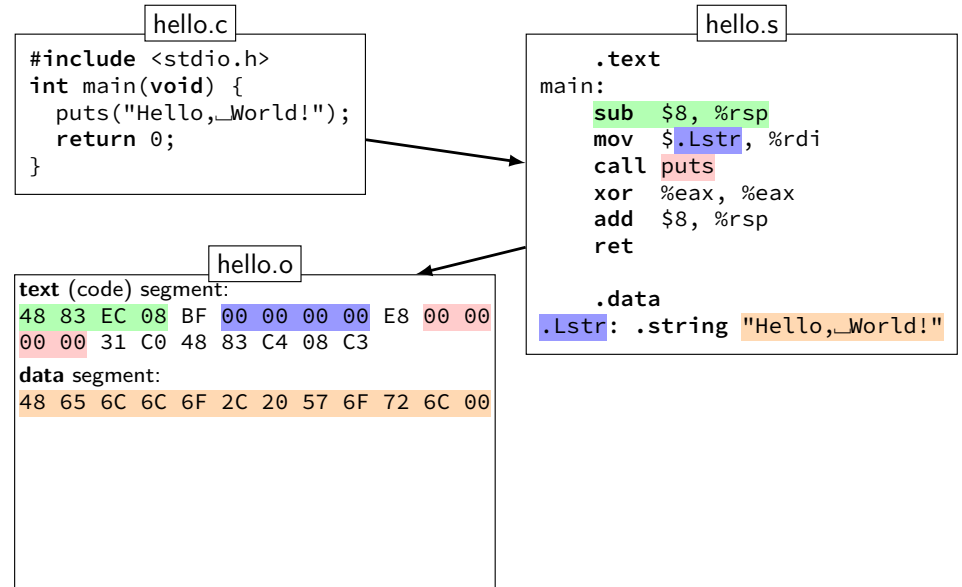 hello.c
#include <stdio.h>
int main(void) {
  puts("Hello,␣World!");
  return 0;
}
hello.s
.text
main:
sub $8, %rsp
mov $.Lstr, %rdi
call puts
xor %eax, %eax
add $8, %rsp
ret
.data
.Lstr: .string "Hello,␣World!"
hello.o
text (code) segment:
48 83 EC 08 BF 00 00 00 00 E8 00 00
00 00 31 C0 48 83 C4 08 C3
data segment:
48 65 6C 6C 6F 2C 20 57 6F 72 6C 00